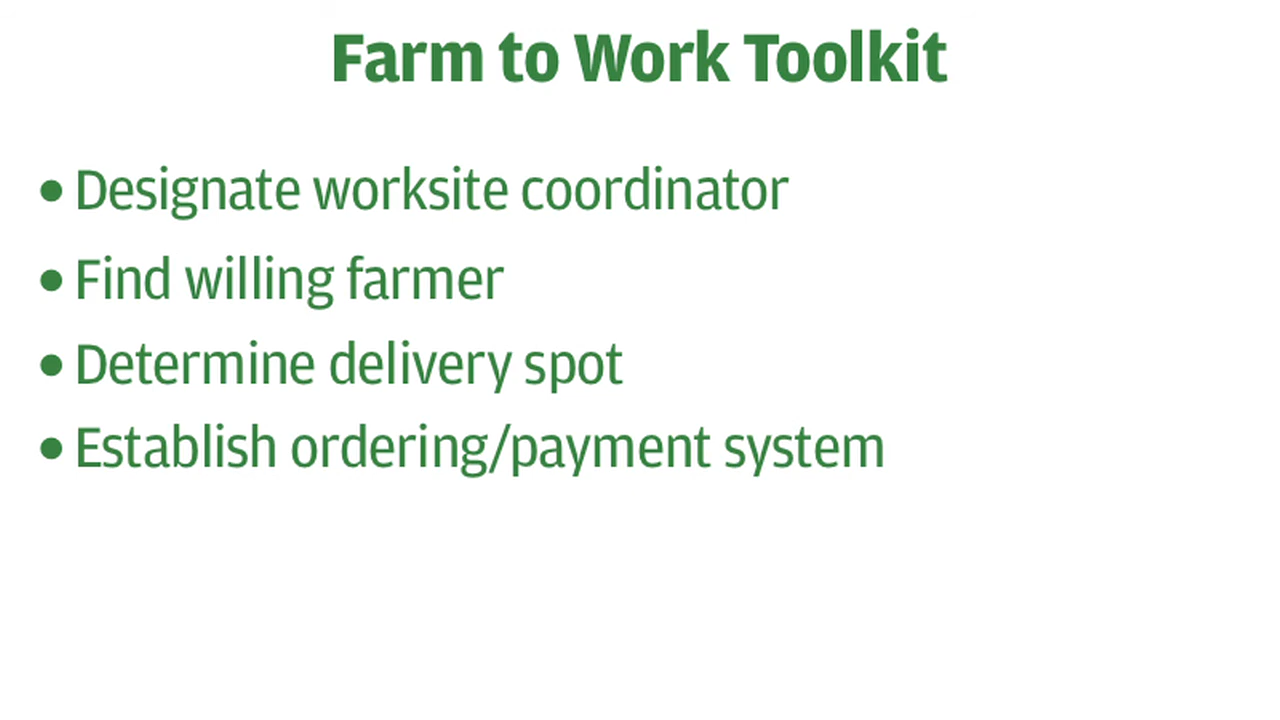 Farm to Work Toolkit
• Designate worksite coordinator
• Find willing farmer
• Determine delivery spot
• Establish ordering/payment system